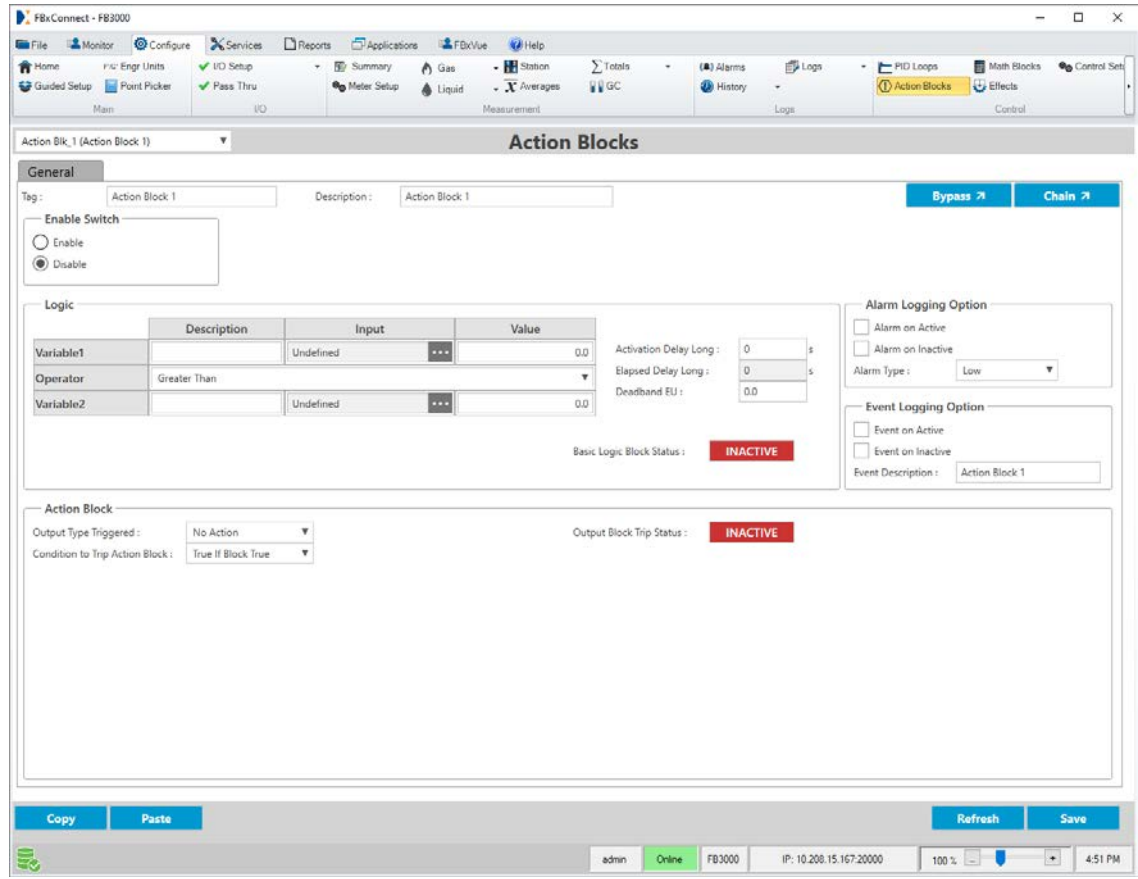 FBxConnect - FB3000
File Monitor Configure Services Reports Applications FBxVue Help
Home Engr Units I/O Setup Summary Gas Station Totals Alarms Logs PID Loops Math Blocks Control Sett
Guided Setup Point Picker Pass Thru Meter Setup Liquid Averages GC History Action Blocks Effects
Main I/O Measurement Logs Control
Action Blk_1 (Action Block 1) Action Blocks
General
Tag : Action Block 1 Description : Action Block 1 Bypass Chain
Enable Switch
Enable
Disable
Logic Alarm Logging Option
Description Input Value Alarm on Active
Variable1 Undefined ... 0.0 Activation Delay Long : 0 s Alarm on Inactive
Operator Greater Than Elapsed Delay Long : 0 s Alarm Type : Low
Variable2 Undefined ... 0.0 Deadband EU : 0.0
Event Logging Option
Event on Active
Basic Logic Block Status : INACTIVE Event on Inactive
Event Description : Action Block 1
Action Block
Output Type Triggered : No Action Output Block Trip Status : INACTIVE
Condition to Trip Action Block : True If Block True
Copy Paste Refresh Save
admin Online FB3000 IP: 10.208.15.167:20000 100 % - + 4:51 PM